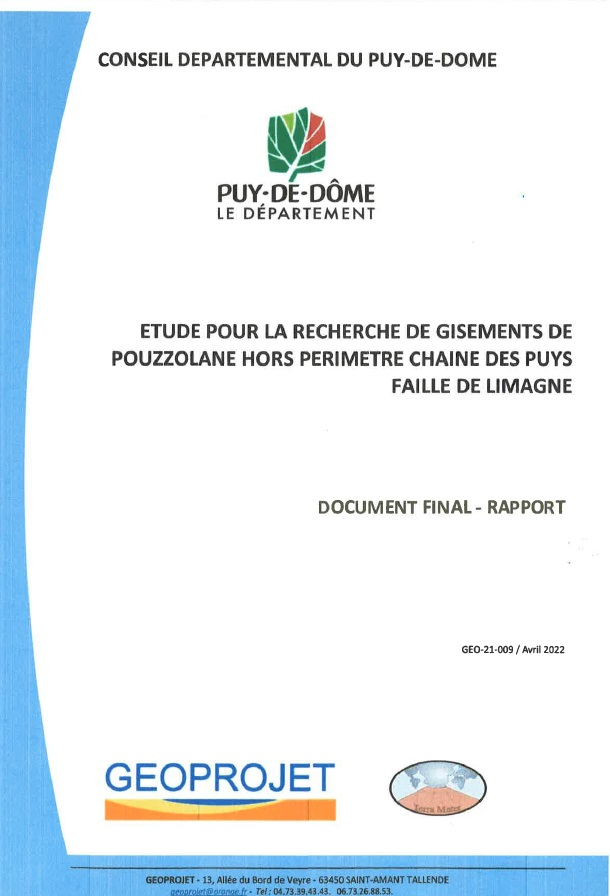 CONSEIL DEPARTEMENTAL DU PUY-DE-DOME
PUY-DE-DÔME
LE DÉPARTEMENT
ETUDE POUR LA RECHERCHE DE GISEMENTS DE
POUZZOLANE HORS PERIMETRE CHAINE DES PUYS
FAILLE DE LIMAGNE
DOCUMENT FINAL - RAPPORT
GEO-21-009 / Avril 2022
GEOPROJET
Terra Mater
GEOPROJET - 13, Allée du Bord de Veyre - 63450 SAINT-AMANT TALLENDE
geoprojet@orange.fr - Tel : 04.73.39.43.43. 06.73.26.88.53.